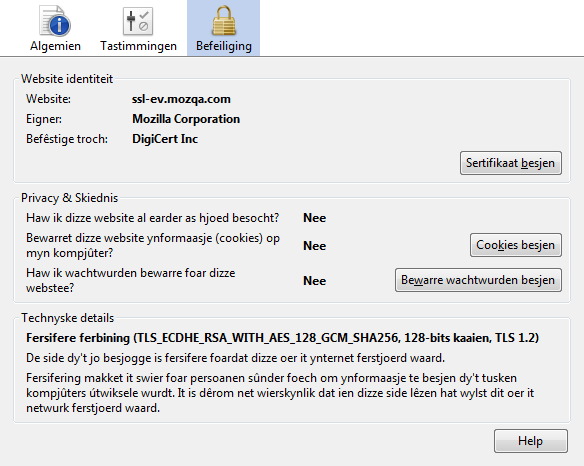 Algemien Tastimmingen Befeiliging
Website identiteit
Website: ssl-ev.mozqa.com
Eigner: Mozilla Corporation
Befêstige troch: DigiCert Inc
Sertifikaat besjen
Privacy & Skiednis
Haw ik dizze website al earder as hjoed besocht? Nee
Bewarret dizze website ynformaasje (cookies) op
myn kompjûter? Nee Cookies besjen
Haw ik wachtwurden bewarre foar dizze
webstee? Nee Bewarre wachtwurden besjen
Technyske details
Fersifere ferbining (TLS_ECDHE_RSA_WITH_AES_128_GCM_SHA256, 128-bits kaaien, TLS 1.2)
De side dy't jo besjogge is fersifere foardat dizze oer it ynternet ferstjoerd waard.
Fersifering makket it swier foar persoanen sûnder foech om ynformaasje te besjen dy't tusken
kompjûters útwiksele wurdt. It is dêrom net wierskynlik dat ien dizze side lêzen hat wylst dit oer it
netwurk ferstjoerd waard.
Help